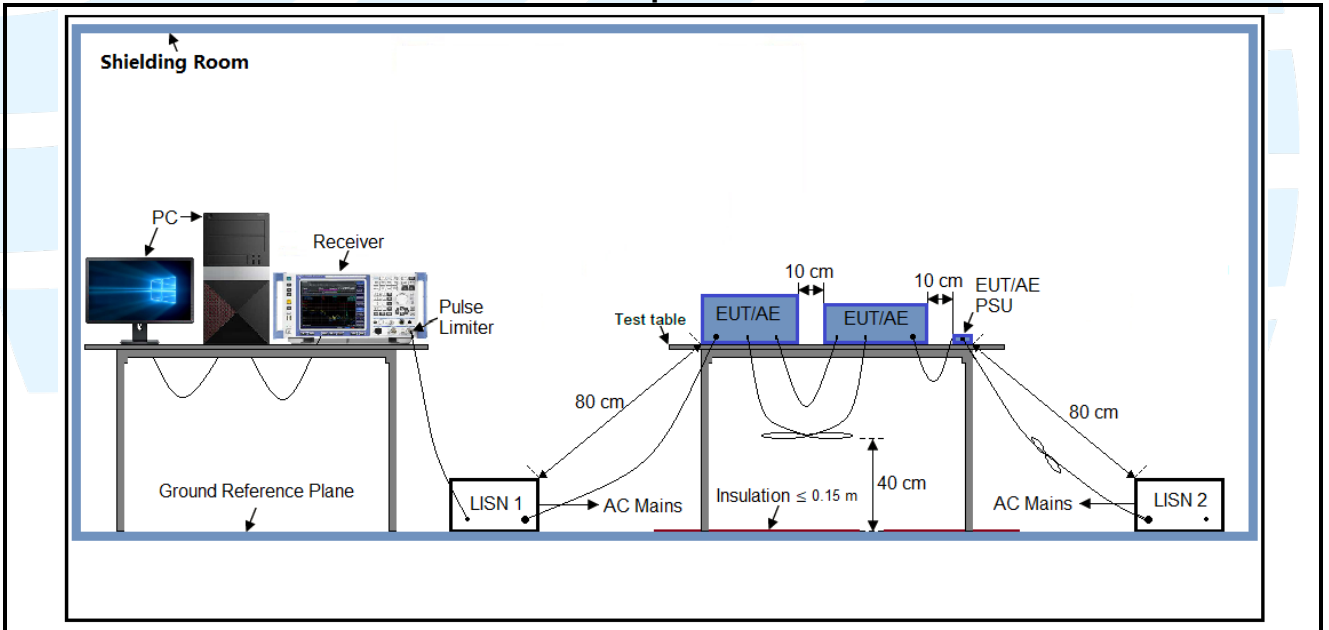 Shielding Room
PC
Receiver
Pulse
Limiter
10 cm
10 cm
EUT/AE
PSU
Test table
EUT/AE
EUT/AE
80 cm
80 cm
40 cm
Ground Reference Plane
LISN 1
AC Mains
Insulation ≤ 0.15 m
AC Mains
LISN 2